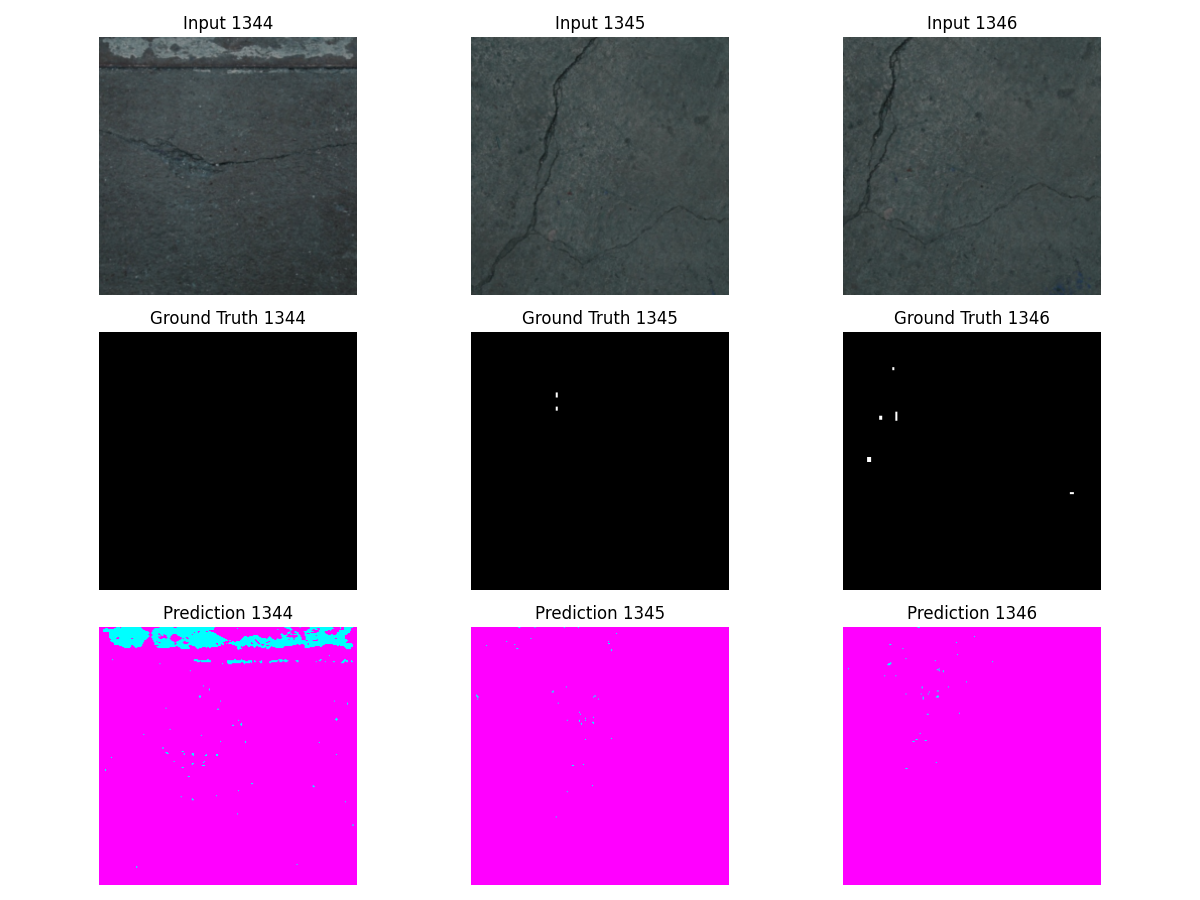 Input 1344
Input 1345
Input 1346
Ground Truth 1344
Ground Truth 1345
Ground Truth 1346
Prediction 1344
Prediction 1345
Prediction 1346